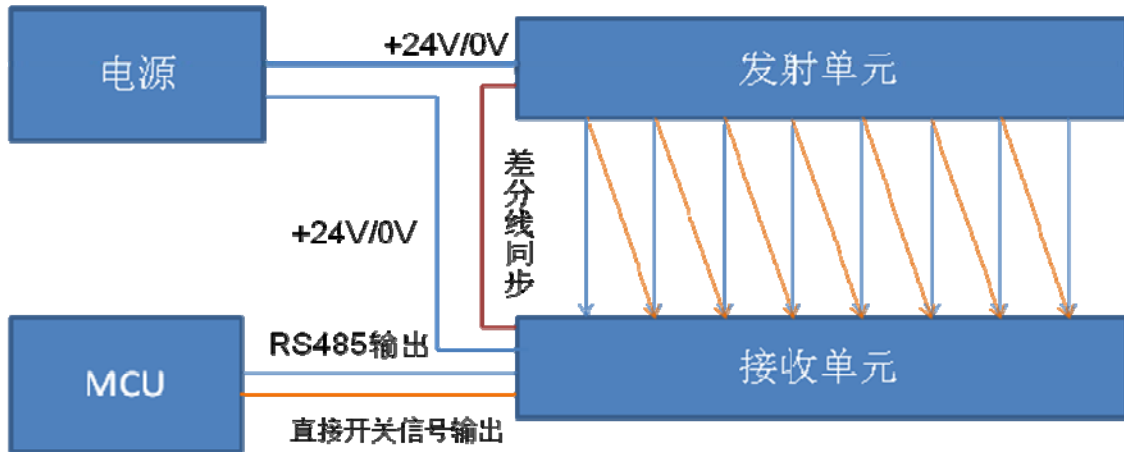 +24V/0V
电源
发射单元
差分线同步
+24V/0V
RS485输出
MCU
接收单元
直接开关信号输出